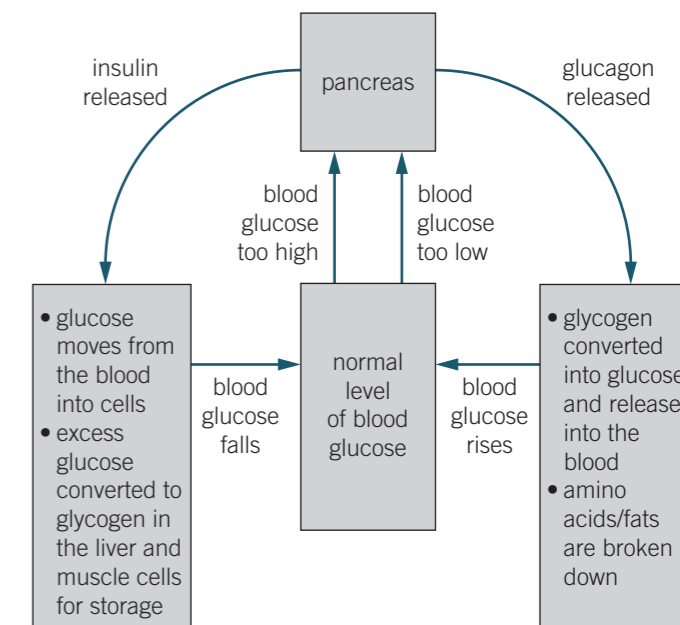 insulin
released
pancreas
glucagon
released
blood
glucose
too high
blood
glucose
too low
• glucose
moves from
the blood
into cells
• excess
glucose
converted to
glycogen in
the liver and
muscle cells
for storage
blood
glucose
falls
normal
level
of blood
glucose
blood
glucose
rises
• glycogen
converted
into glucose
and release
into the
blood
• amino
acids/fats
are broken
down